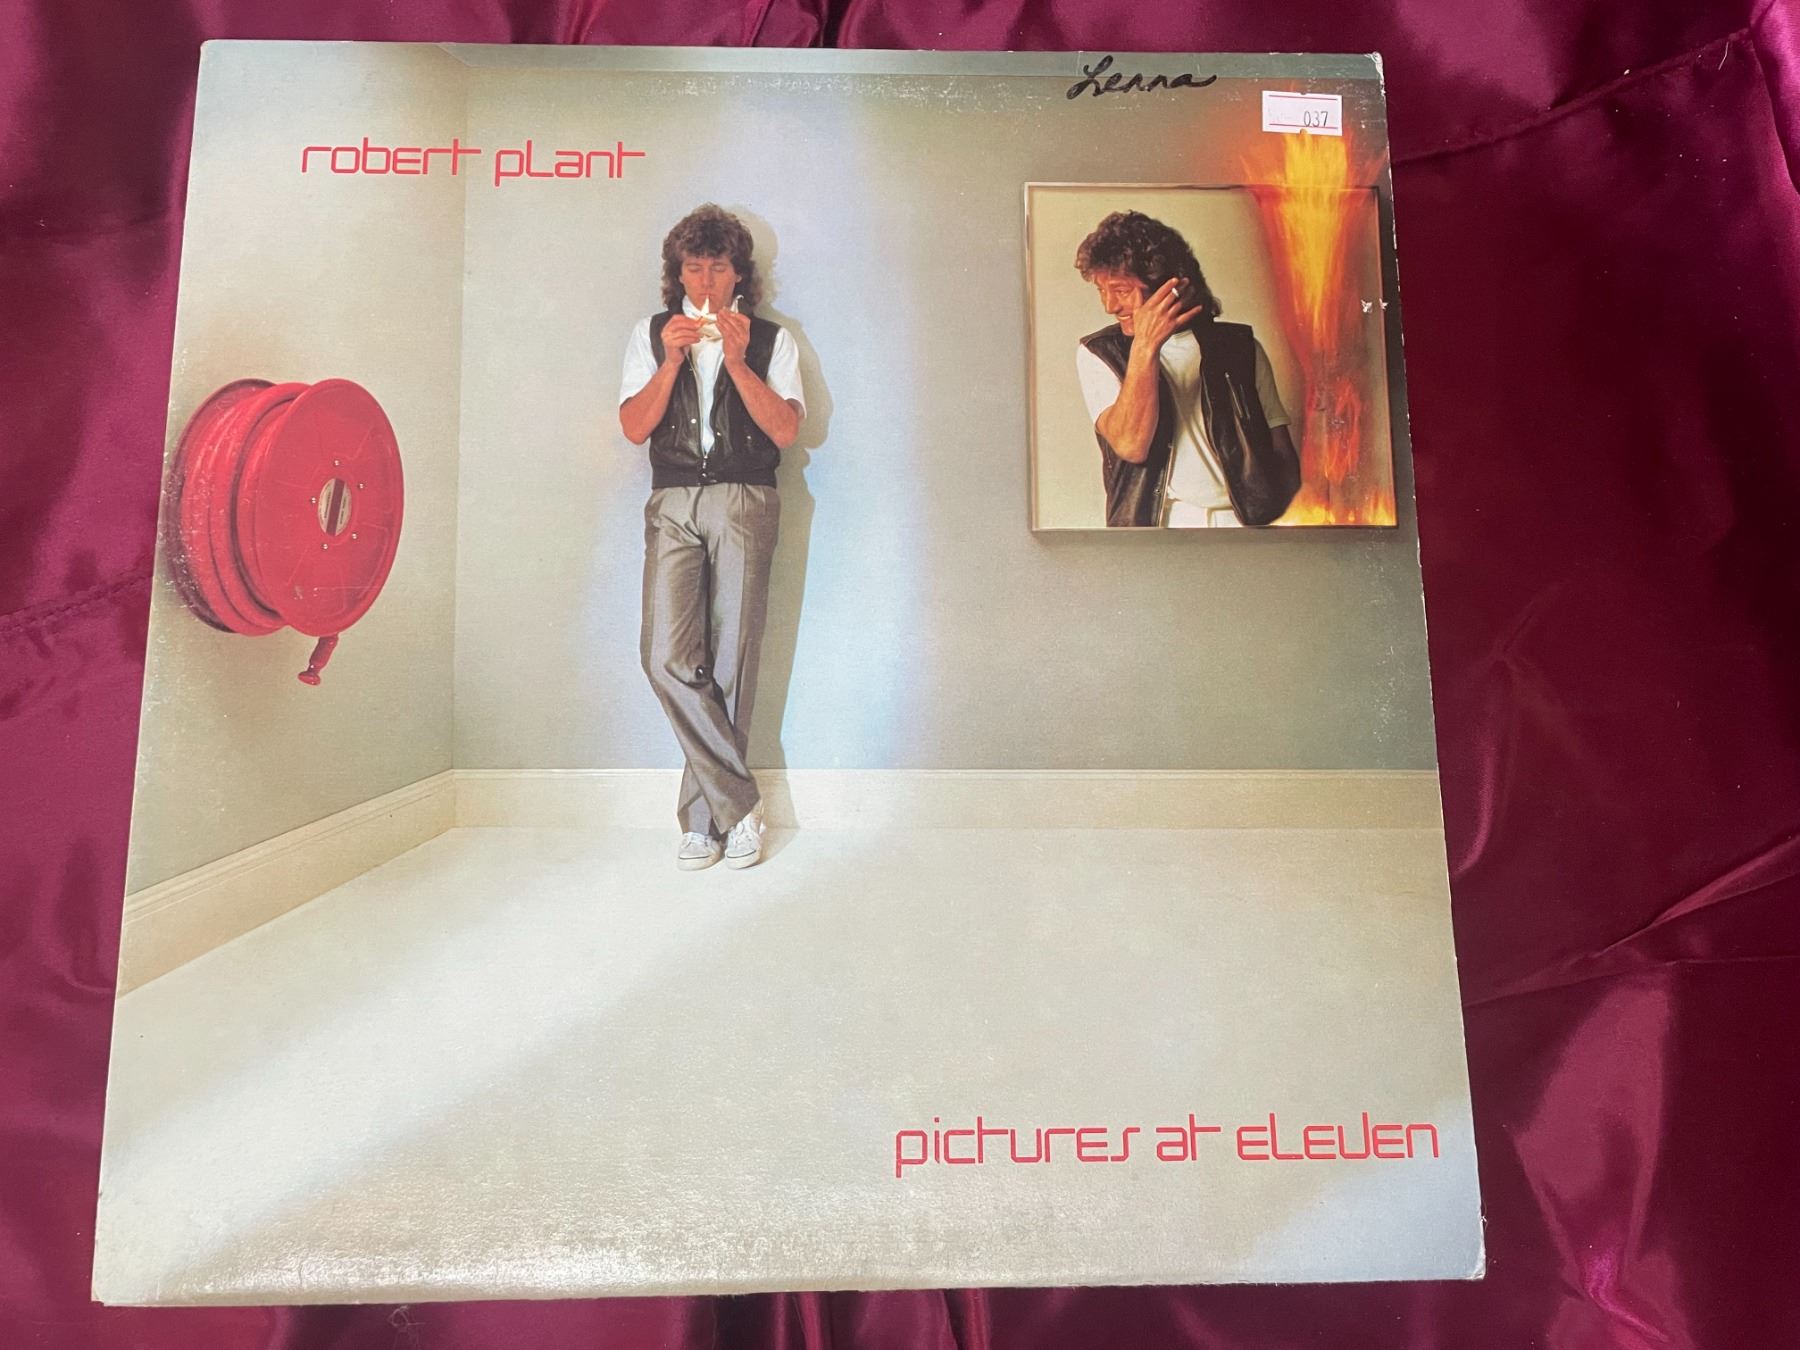 Lenna
037
robert plant
pictures at eleven